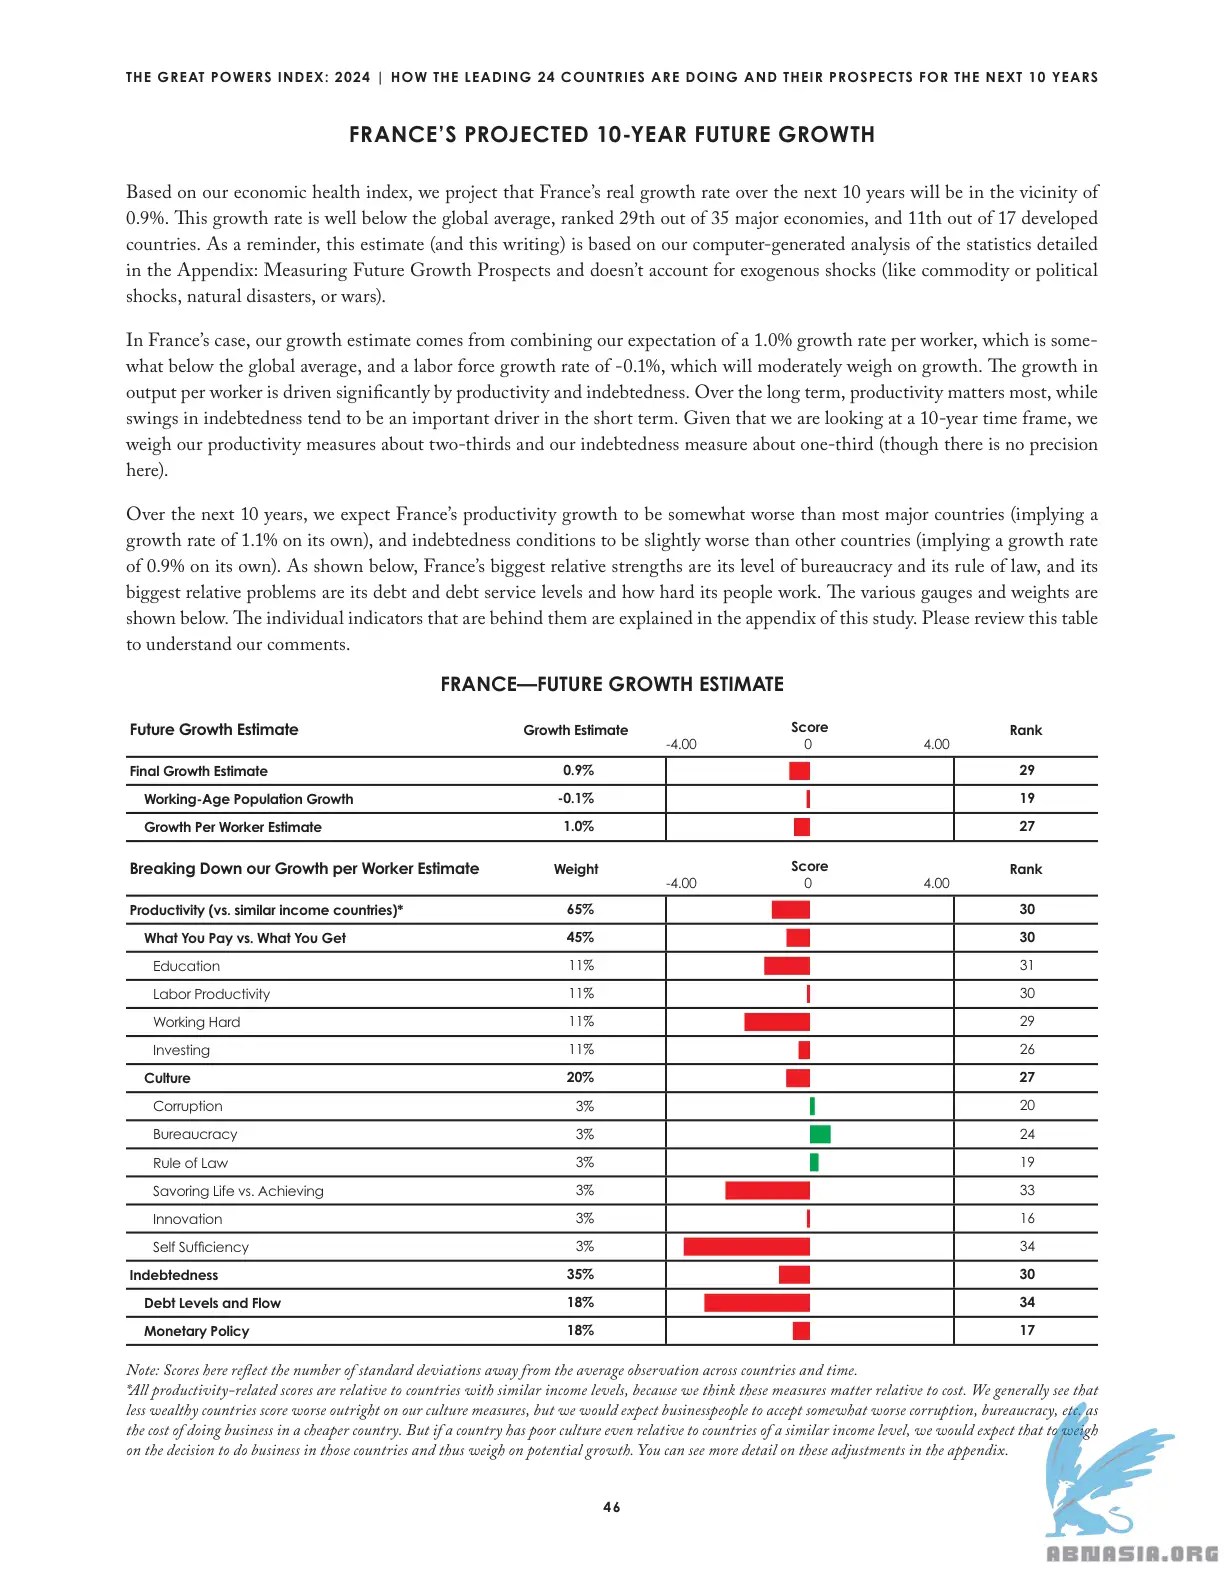 THE GREAT POWERS INDEX: 2024 | HOW THE LEADING 24 COUNTRIES ARE DOING AND THEIR PROSPECTS FOR THE NEXT 10 YEARS
FRANCE’S PROJECTED 10-YEAR FUTURE GROWTH
Based on our economic health index, we project that France’s real growth rate over the next 10 years will be in the vicinity of
0.9%. This growth rate is well below the global average, ranked 29th out of 35 major economies, and 11th out of 17 developed
countries. As a reminder, this estimate (and this writing) is based on our computer-generated analysis of the statistics detailed
in the Appendix: Measuring Future Growth Prospects and doesn’t account for exogenous shocks (like commodity or political
shocks, natural disasters, or wars).
In France’s case, our growth estimate comes from combining our expectation of a 1.0% growth rate per worker, which is some-
what below the global average, and a labor force growth rate of -0.1%, which will moderately weigh on growth. The growth in
output per worker is driven significantly by productivity and indebtedness. Over the long term, productivity matters most, while
swings in indebtedness tend to be an important driver in the short term. Given that we are looking at a 10-year time frame, we
weigh our productivity measures about two-thirds and our indebtedness measure about one-third (though there is no precision
here).
Over the next 10 years, we expect France’s productivity growth to be somewhat worse than most major countries (implying a
growth rate of 1.1% on its own), and indebtedness conditions to be slightly worse than other countries (implying a growth rate
of 0.9% on its own). As shown below, France’s biggest relative strengths are its level of bureaucracy and its rule of law, and its
biggest relative problems are its debt and debt service levels and how hard its people work. The various gauges and weights are
shown below. The individual indicators that are behind them are explained in the appendix of this study. Please review this table
to understand our comments.
FRANCE—FUTURE GROWTH ESTIMATE
Future Growth Estimate Growth Estimate Score Rank
-4.00 0 4.00
Final Growth Estimate 0.9% 29
Working-Age Population Growth -0.1% 19
Growth Per Worker Estimate 1.0% 27
Breaking Down our Growth per Worker Estimate Weight Score Rank
-4.00 0 4.00
Productivity (vs. similar income countries)* 65% 30
What You Pay vs. What You Get 45% 30
Education 11% 31
Labor Productivity 11% 30
Working Hard 11% 29
Investing 11% 26
Culture 20% 27
Corruption 3% 20
Bureaucracy 3% 24
Rule of Law 3% 19
Savoring Life vs. Achieving 3% 33
Innovation 3% 16
Self Sufficiency 3% 34
Indebtedness 35% 30
Debt Levels and Flow 18% 34
Monetary Policy 18% 17
Note: Scores here reflect the number of standard deviations away from the average observation across countries and time.
*All productivity-related scores are relative to countries with similar income levels, because we think these measures matter relative to cost. We generally see that
less wealthy countries score worse outright on our culture measures, but we would expect businesspeople to accept somewhat worse corruption, bureaucracy, etc, as
the cost of doing business in a cheaper country. But if a country has poor culture even relative to countries of a similar income level, we would expect that to weigh
on the decision to do business in those countries and thus weigh on potential growth. You can see more detail on these adjustments in the appendix.
46
ABNASIA.ORG